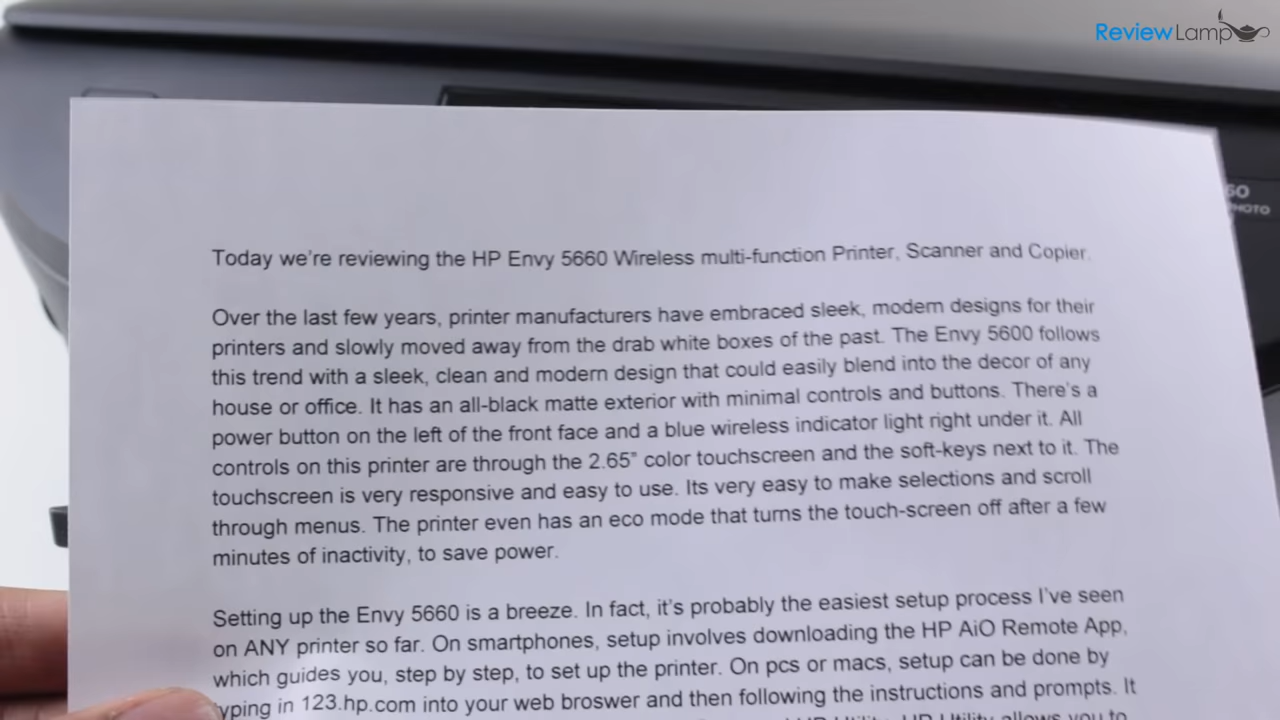 ReviewLamp
60
PHOTO
Today we're reviewing the HP Envy 5660 Wireless multi-function Printer, Scanner and Copier.
Over the last few years, printer manufacturers have embraced sleek, modern designs for their
printers and slowly moved away from the drab white boxes of the past. The Envy 5600 follows
this trend with a sleek, clean and modern design that could easily blend into the decor of any
house or office. It has an all-black matte exterior with minimal controls and buttons. There's a
power button on the left of the front face and a blue wireless indicator light right under it. All
controls on this printer are through the 2.65" color touchscreen and the soft-keys next to it. The
touchscreen is very responsive and easy to use. Its very easy to make selections and scroll
through menus. The printer even has an eco mode that turns the touch-screen off after a few
minutes of inactivity, to save power.
Setting up the Envy 5660 is a breeze. In fact, it's probably the easiest setup process I've seen
on ANY printer so far. On smartphones, setup involves downloading the HP AiO Remote App,
which guides you, step by step, to set up the printer. On pcs or macs, setup can be done by
typing in 123.hp.com into your web broswer and then following the instructions and prompts. It
HP Utility. HP Utility allows you to